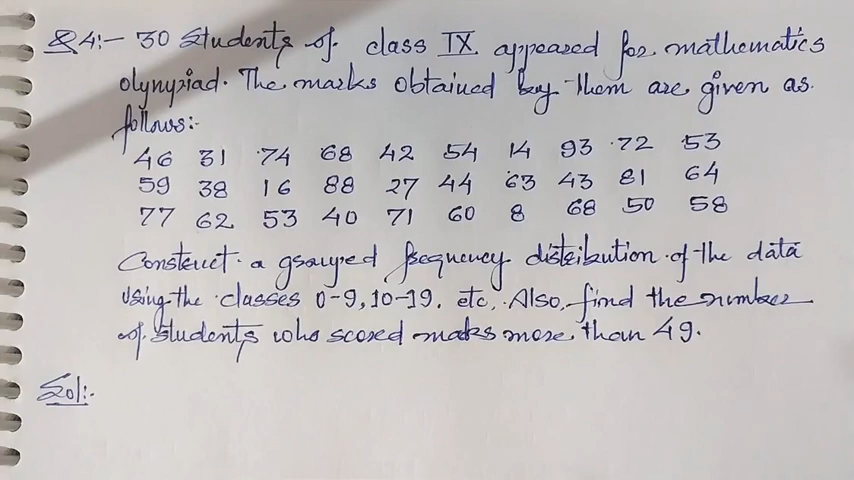 Q4:- 30 Students of class IX appeared for mathematics
olympiad. The marks obtained by them are given as
follows:-
46 31 74 68 42 54 14 93 72 53
59 38 16 88 27 44 63 43 81 64
77 62 53 40 71 60 8 68 50 58
Construct a grouped frequency distribution of the data
using the classes 0-9, 10-19, etc. Also, find the number
of students who scored maks more than 49.
Sol:-